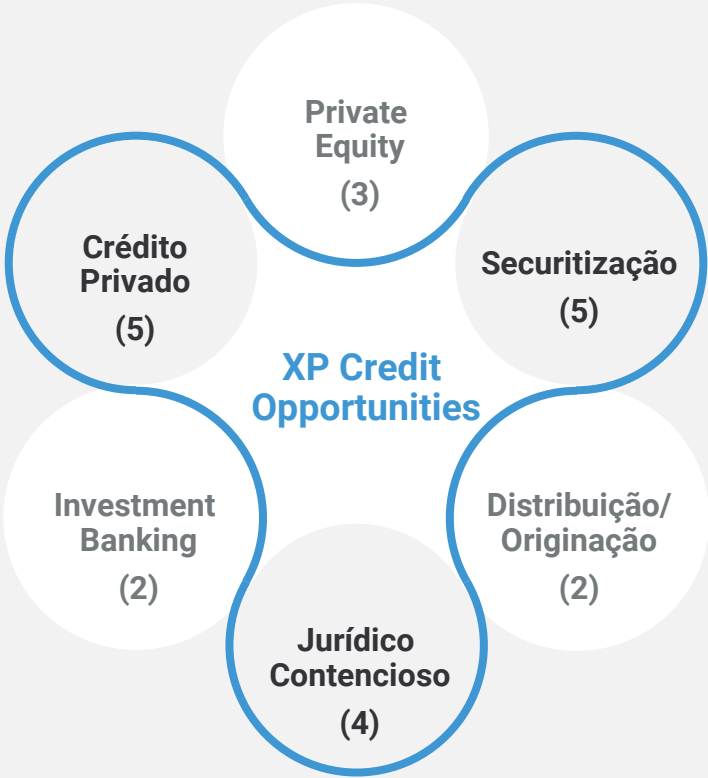 Private
Equity
(3)
Crédito
Privado
(5)
Securitização
(5)
XP Credit
Opportunities
Investment
Banking
(2)
Distribuição/
Originação
(2)
Jurídico
Contencioso
(4)